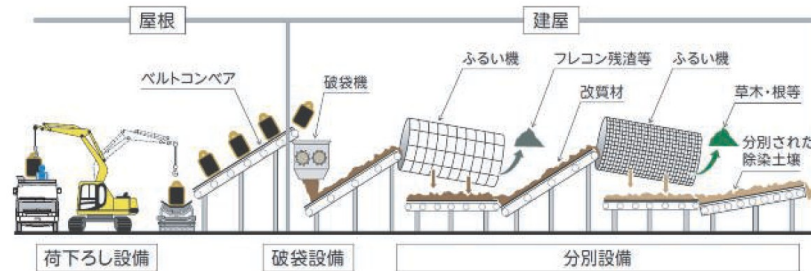 屋根
建屋
ベルトコンベア
破袋機
ふるい機
フレコン残渣等
改質材
ふるい機
草木・根等
分別された
除染土壌
荷下ろし設備
破袋設備
分別設備